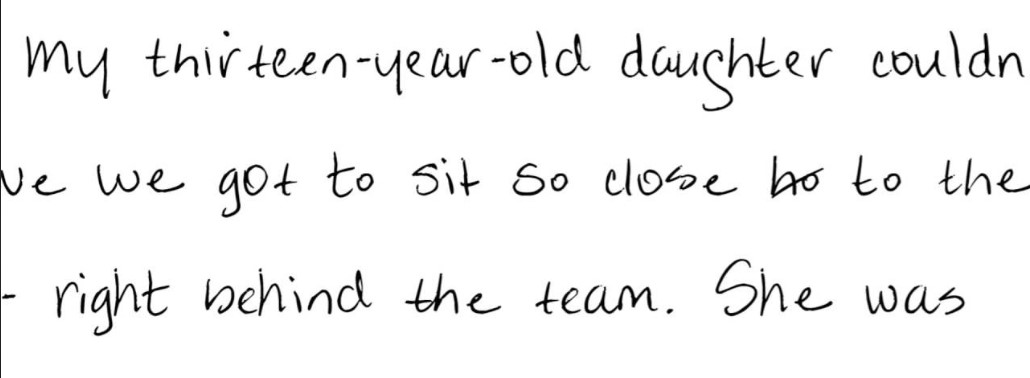 My thirteen-year-old daughter couldn
ve we got to sit so close to the
- right behind the team. She was